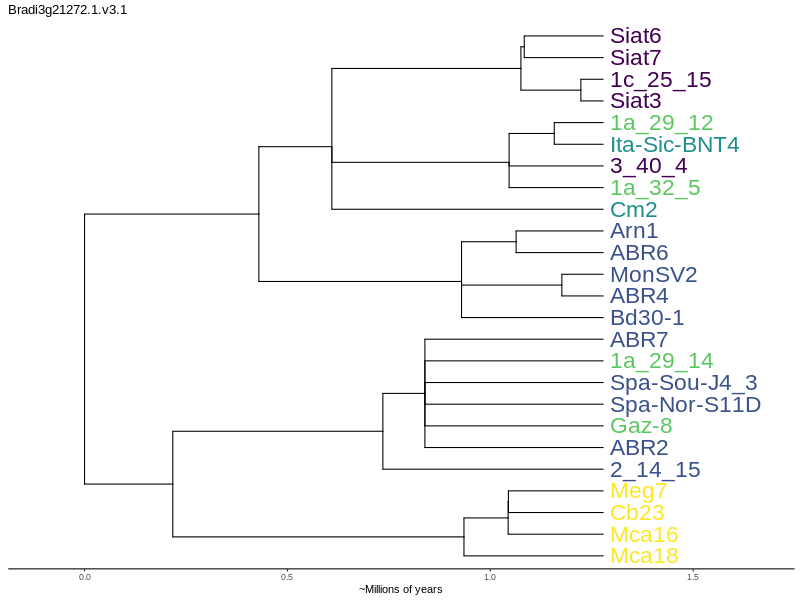 Bradi3g21272.1.v3.1
Siat6
Siat7
1c_25_15
Siat3
1a_29_12
Ita-Sic-BNT4
3_40_4
1a_32_5
Cm2
Arn1
ABR6
MonSV2
ABR4
Bd30-1
ABR7
1a_29_14
Spa-Sou-J4_3
Spa-Nor-S11D
Gaz-8
ABR2
2_14_15
Meg7
Cb23
Mca16
Mca18
0.0 0.5 1.0 1.5
~Millions of years